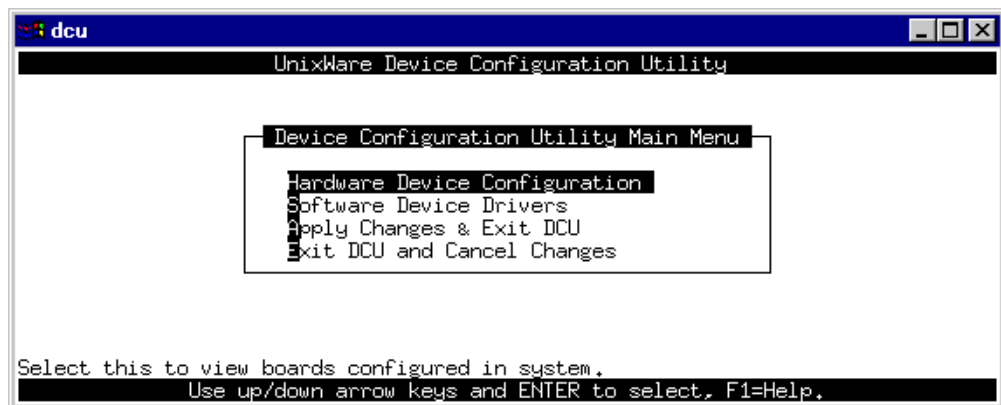 dcu
UnixWare Device Configuration Utility
Device Configuration Utility Main Menu
Hardware Device Configuration
Software Device Drivers
Apply Changes & Exit DCU
Exit DCU and Cancel Changes
Select this to view boards configured in system.
Use up/down arrow keys and ENTER to select, F1=Help.